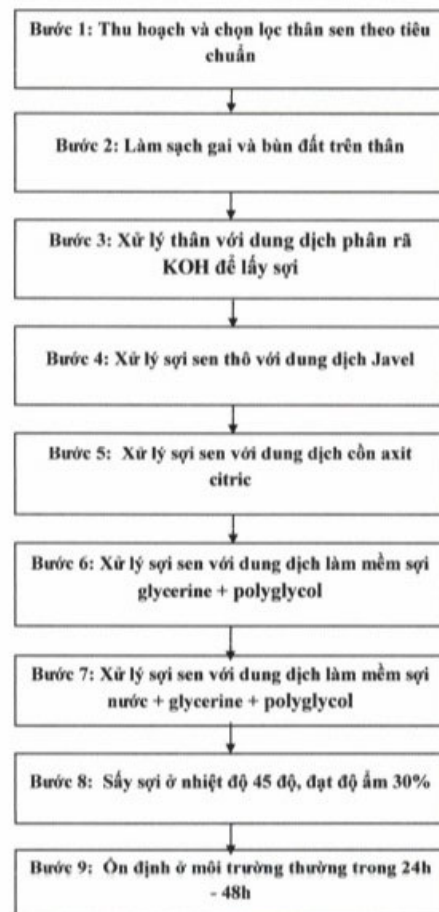 Bước 1: Thu hoạch và chọn lọc thân sen theo tiêu
chuẩn
Bước 2: Làm sạch gai và bùn đất trên thân
Bước 3: Xử lý thân với dung dịch phân rã
KOH để lấy sợi
Bước 4: Xử lý sợi sen thô với dung dịch Javel
Bước 5: Xử lý sợi sen với dung dịch cồn axit
citric
Bước 6: Xử lý sợi sen với dung dịch làm mềm sợi
glycerine + polyglycol
Bước 7: Xử lý sợi sen với dung dịch làm mềm sợi
nước + glycerine + polyglycol
Bước 8: Sấy sợi ở nhiệt độ 45 độ, đạt độ ẩm 30%
Bước 9: Ổn định ở môi trường thường trong 24h
- 48h